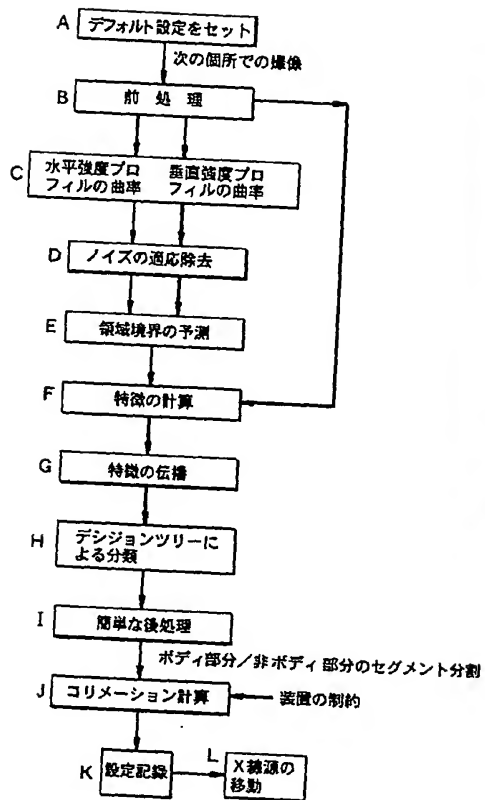 A デフォルト設定をセット
次の個所での撮像
B 前 処 理
C 水平強度プロ 垂直強度プロ
フィルの曲率 フィルの曲率
D ノイズの適応除去
E 領域境界の予測
F 特徴の計算
G 特徴の伝播
H デシジョンツリーに
よる分類
I 簡単な後処理
ボディ部分/非ボディ部分のセグメント分割
J コリメーション計算 装置の制約
K 設定記録 L X線源の
移動